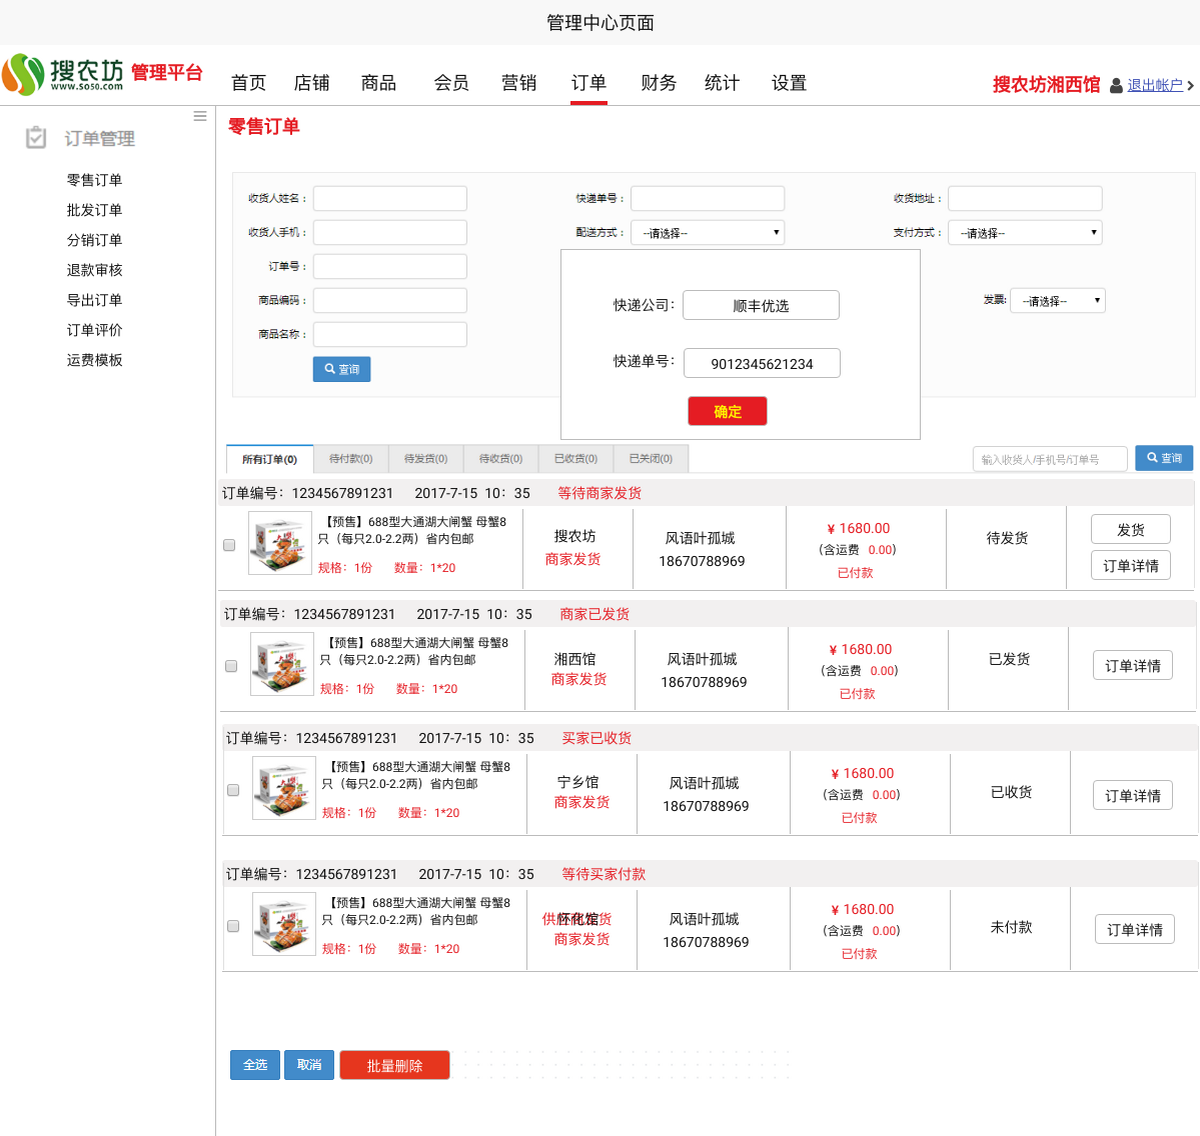 管理中心页面
搜农坊 管理平台
www.so50.com
首页 店铺 商品 会员 营销 订单 财务 统计 设置
搜农坊湘西馆 退出帐户
订单管理
零售订单
批发订单
分销订单
退款审核
导出订单
订单评价
运费模板
零售订单
收货人姓名： 快递单号： 收货地址：
收货人手机： 配送方式： --请选择-- 支付方式： --请选择--
订单号：
商品编码： 发票: --请选择--
商品名称：
查询
快递公司： 顺丰优选
快递单号： 9012345621234
确定
所有订单(0) 待付款(0) 待发货(0) 待收货(0) 已收货(0) 已关闭(0) 输入收货人/手机号/订单号 查询
订单编号：1234567891231 2017-7-15 10：35 等待商家发货
【预售】688型大通湖大闸蟹 母蟹8
只（每只2.0-2.2两）省内包邮
规格：1份 数量：1*20
搜农坊
商家发货
风语叶孤城
18670788969
¥ 1680.00
(含运费 0.00)
已付款
待发货
发货
订单详情
订单编号：1234567891231 2017-7-15 10：35 商家已发货
【预售】688型大通湖大闸蟹 母蟹8
只（每只2.0-2.2两）省内包邮
规格：1份 数量：1*20
湘西馆
商家发货
风语叶孤城
18670788969
¥ 1680.00
(含运费 0.00)
已付款
已发货
订单详情
订单编号：1234567891231 2017-7-15 10：35 买家已收货
【预售】688型大通湖大闸蟹 母蟹8
只（每只2.0-2.2两）省内包邮
规格：1份 数量：1*20
宁乡馆
商家发货
风语叶孤城
18670788969
¥ 1680.00
(含运费 0.00)
已付款
已收货
订单详情
订单编号：1234567891231 2017-7-15 10：35 等待买家付款
【预售】688型大通湖大闸蟹 母蟹8
只（每只2.0-2.2两）省内包邮
规格：1份 数量：1*20
怀化馆
商家发货
风语叶孤城
18670788969
¥ 1680.00
(含运费 0.00)
已付款
未付款
订单详情
全选 取消 批量删除